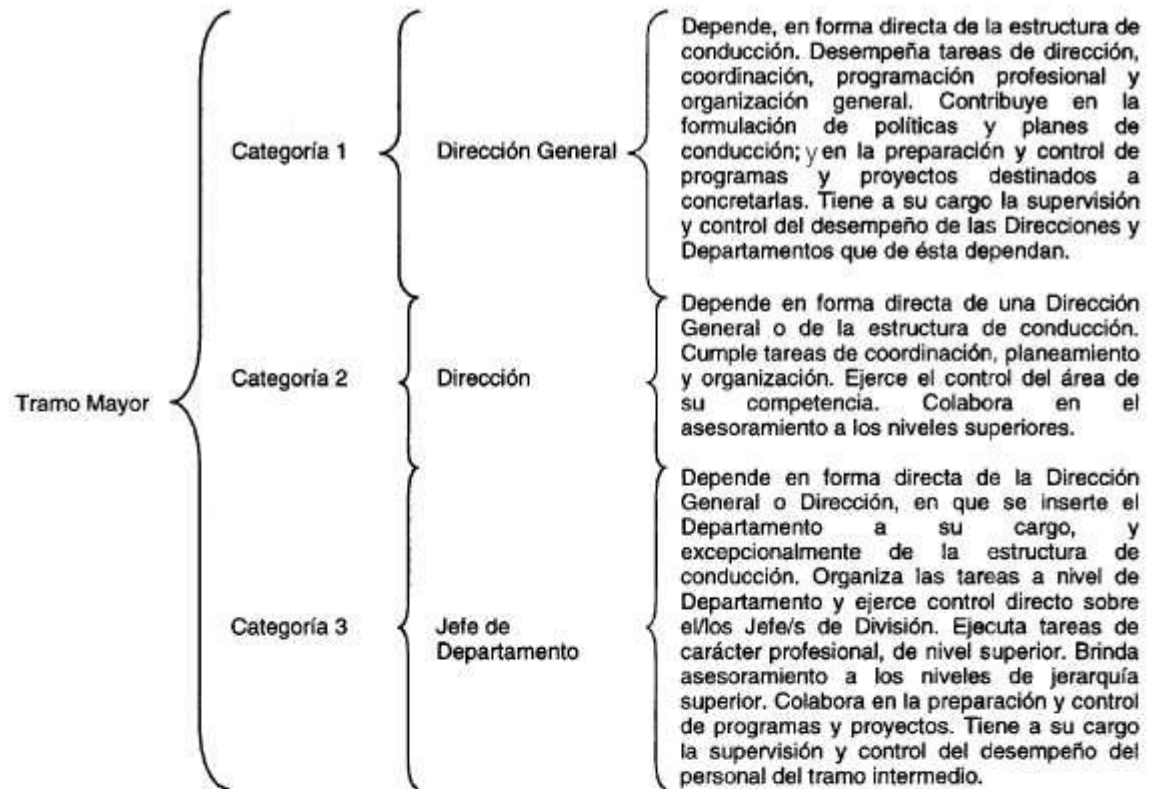 Tramo Mayor
Categoría 1
Dirección General
Depende, en forma directa de la estructura de
conducción. Desempeña tareas de dirección,
coordinación, programación profesional y
organización general. Contribuye en la
formulación de políticas y planes de
conducción; y en la preparación y control de
programas y proyectos destinados a
concretarlas. Tiene a su cargo la supervisión
y control del desempeño de las Direcciones y
Departamentos que de ésta dependan.
Categoría 2
Dirección
Depende en forma directa de una Dirección
General o de la estructura de conducción.
Cumple tareas de coordinación, planeamiento
y organización. Ejerce el control del área de
su competencia. Colabora en el
asesoramiento a los niveles superiores.
Categoría 3
Jefe de
Departamento
Depende en forma directa de la Dirección
General o Dirección, en que se inserte el
Departamento a su cargo, y
excepcionalmente de la estructura de
conducción. Organiza las tareas a nivel de
Departamento y ejerce control directo sobre
el/los Jefe/s de División. Ejecuta tareas de
carácter profesional, de nivel superior. Brinda
asesoramiento a los niveles de jerarquía
superior. Colabora en la preparación y control
de programas y proyectos. Tiene a su cargo
la supervisión y control del desempeño del
personal del tramo intermedio.